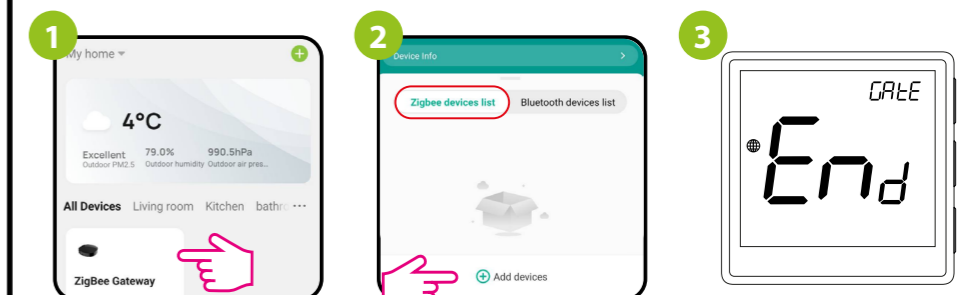 1
My home
4°C
Excellent 79.0% 990.5hPa
Outdoor PM2.5 Outdoor humidity Outdoor air pres...
All Devices Living room Kitchen bathro ...
ZigBee Gateway
2
Device Info
Zigbee devices list Bluetooth devices list
Add devices
3
GAtE
End